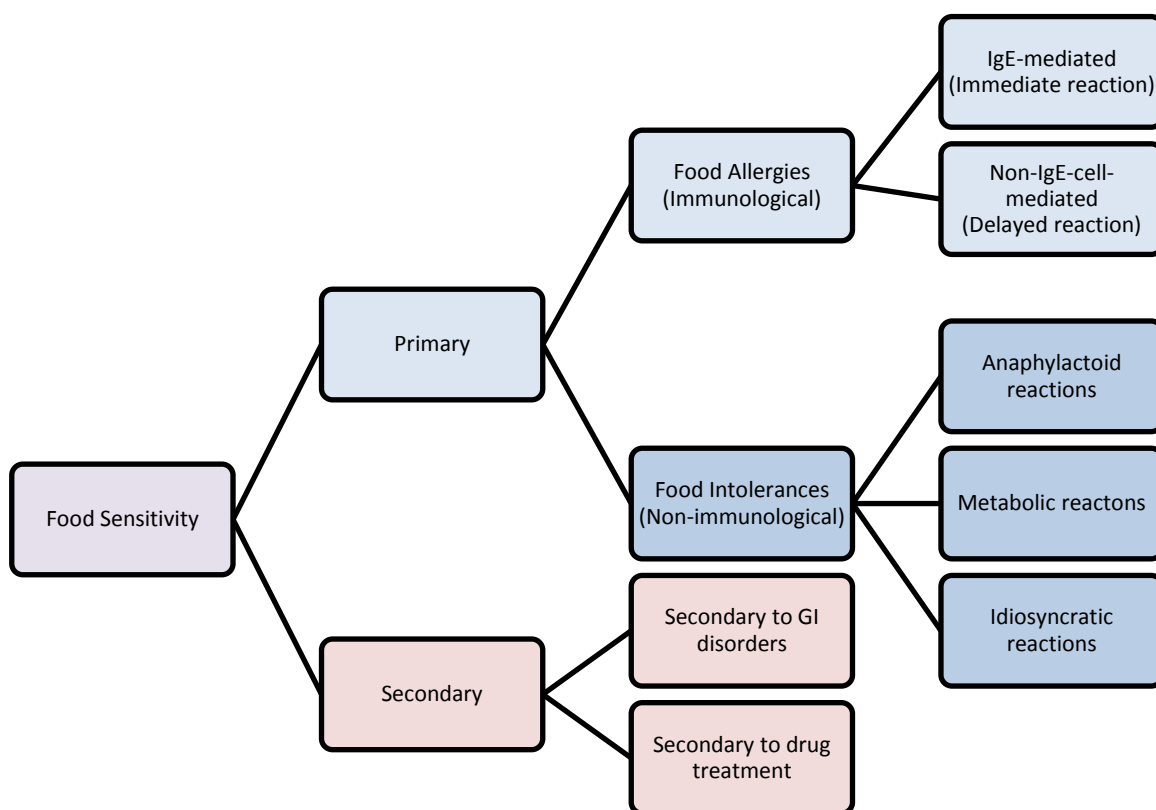 IgE-mediated
(Immediate reaction)
Food Allergies
(Immunological)
Non-IgE-cell-
mediated
(Delayed reaction)
Primary
Anaphylactoid
reactions
Food Sensitivity
Food Intolerances
(Non-immunological)
Metabolic reactons
Secondary to GI
disorders
Idiosyncratic
reactions
Secondary
Secondary to drug
treatment